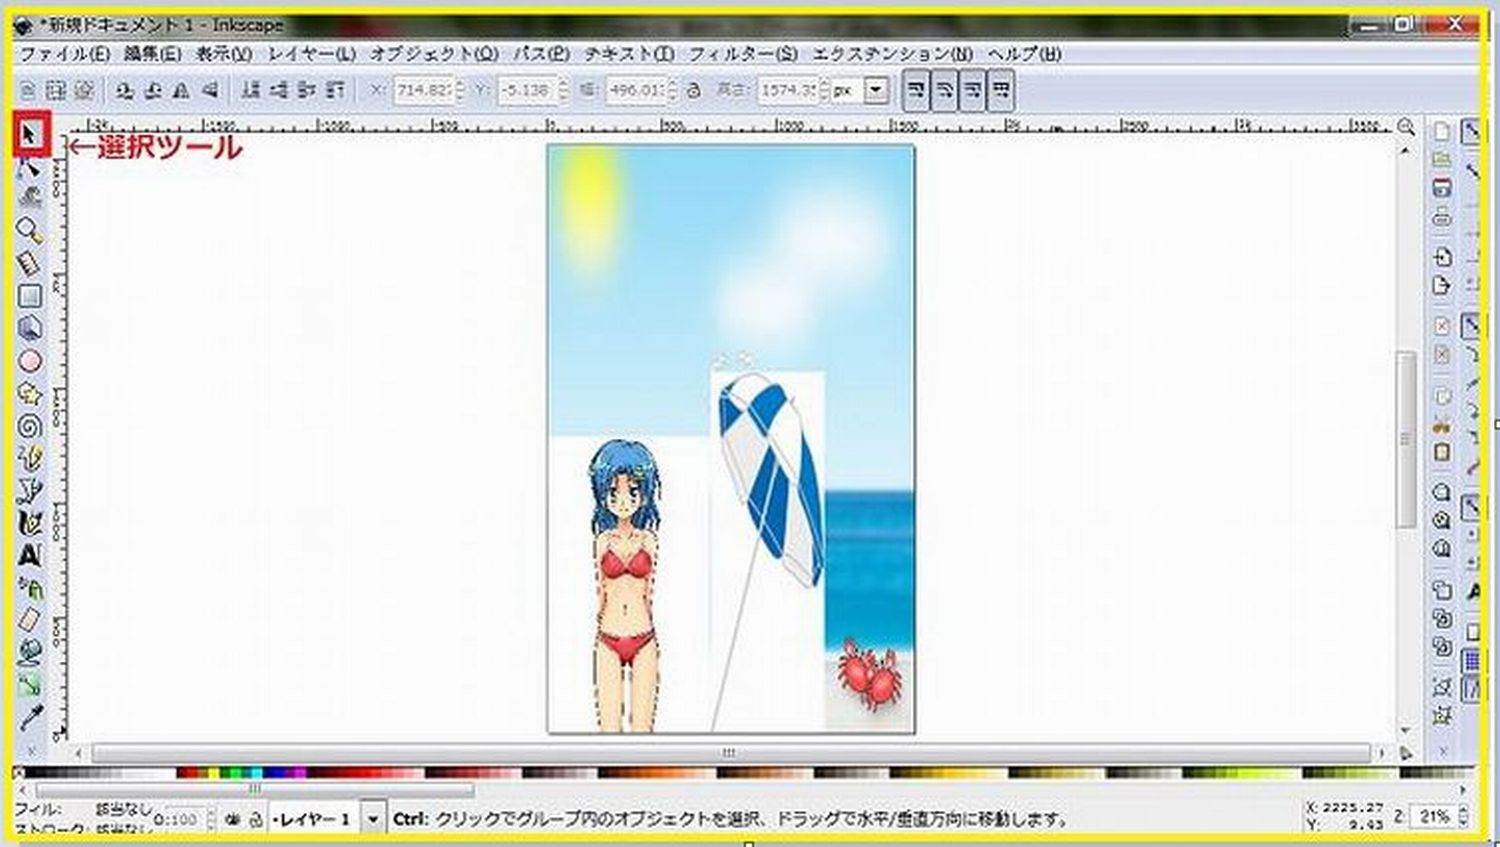 *新規ドキュメント 1 - Inkscape
ファイル(F) 編集(E) 表示(V) レイヤー(L) オブジェクト(O) パス(P) テキスト(T) フィルター(S) エクステンション(N) ヘルプ(H)
X: 714.82 Y: -5.138 幅: 496.01 高さ: 1574.3 px
←選択ツール
フィル: 該当なし O: 100 •レイヤー 1 Ctrl: クリックでグループ内のオブジェクトを選択、ドラッグで水平/垂直方向に移動します。 X: 2225.27 Z: 21%
ストローク: 該当なし Y: 9.43